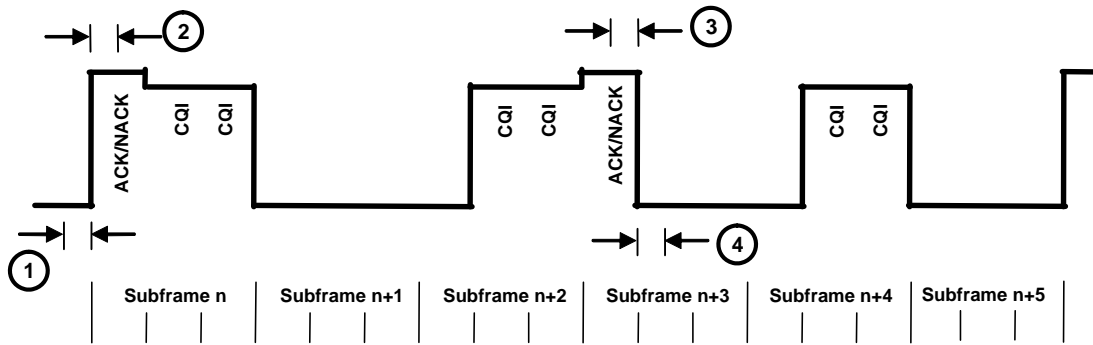 2
3
ACK/NACK
CQI
CQI
CQI
CQI
ACK/NACK
CQI
CQI
1
4
Subframe n
Subframe n+1
Subframe n+2
Subframe n+3
Subframe n+4
Subframe n+5